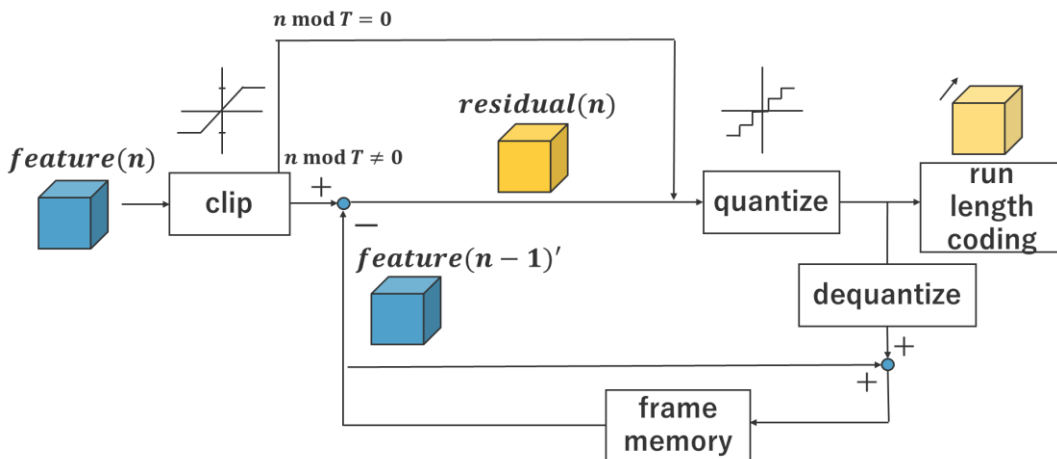 n mod T = 0
residual(n)
feature(n)
n mod T ≠ 0
clip
+
−
quantize
run
length
coding
feature(n − 1)′
dequantize
+
+
frame
memory